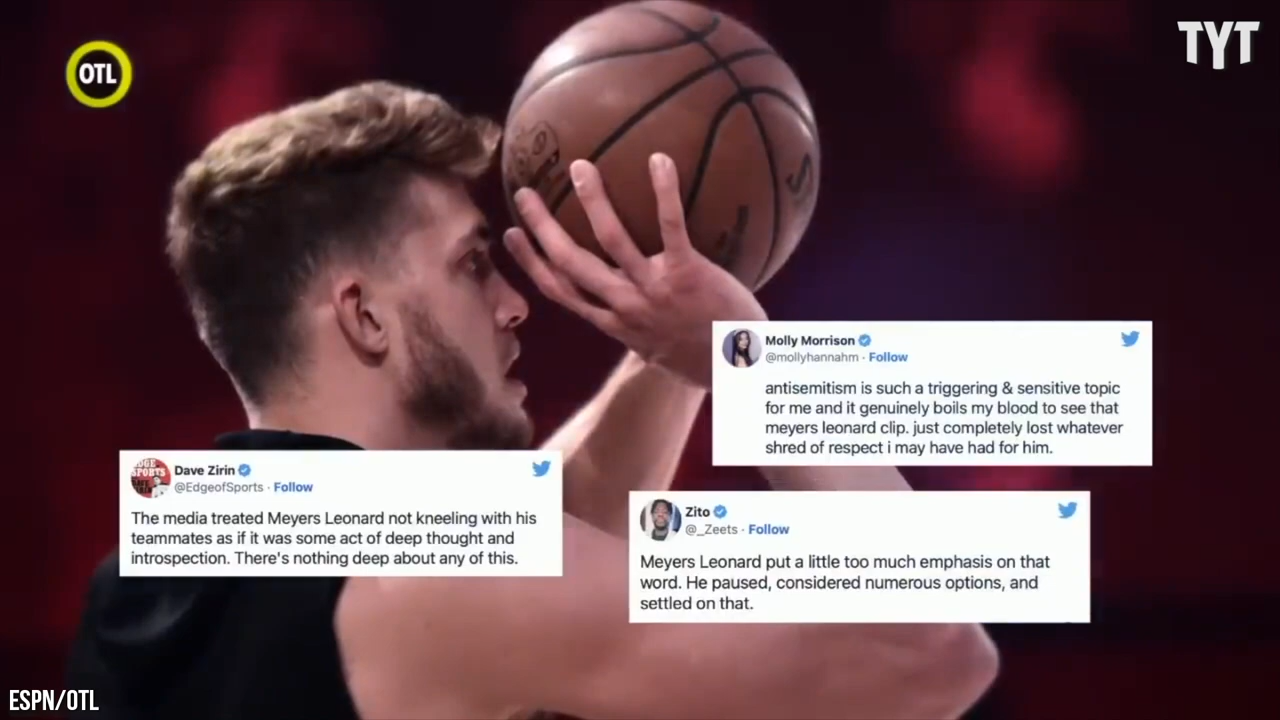 OTL
TYT
Molly Morrison
@mollyhannahm · Follow
antisemitism is such a triggering & sensitive topic
for me and it genuinely boils my blood to see that
meyers leonard clip. just completely lost whatever
shred of respect i may have had for him.
Dave Zirin
@EdgeofSports · Follow
The media treated Meyers Leonard not kneeling with his
teammates as if it was some act of deep thought and
introspection. There's nothing deep about any of this.
Zito
@_Zeets · Follow
Meyers Leonard put a little too much emphasis on that
word. He paused, considered numerous options, and
settled on that.
ESPN/OTL